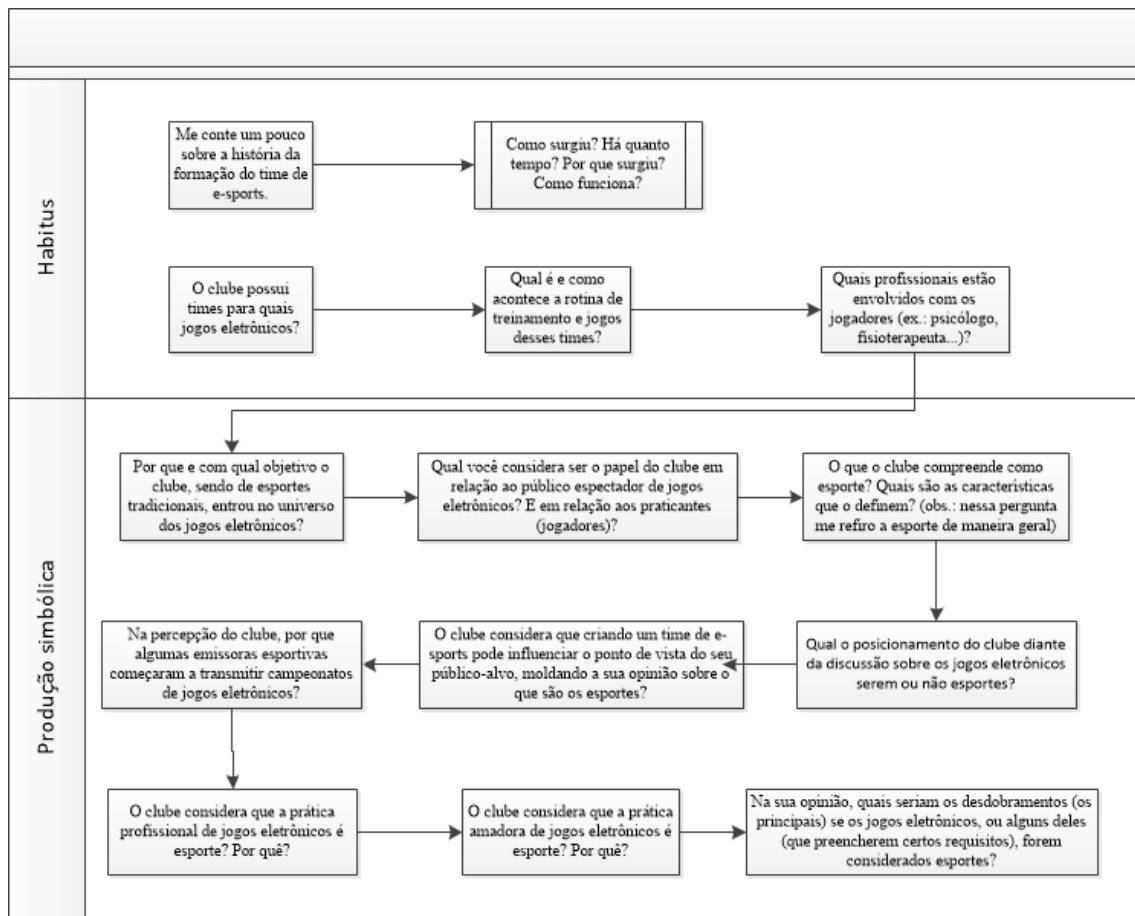 Habitus
Me conte um pouco
sobre a história da
formação do time de
e-sports.
Como surgiu? Há quanto
tempo? Por que surgiu?
Como funciona?
O clube possui
times para quais
jogos eletrônicos?
Qual é e como
acontece a rotina de
treinamento e jogos
desses times?
Quais profissionais estão
envolvidos com os
jogadores (ex.: psicólogo,
fisioterapeuta...)?
Produção simbólica
Por que e com qual objetivo o
clube, sendo de esportes
tradicionais, entrou no universo
dos jogos eletrônicos?
Qual você considera ser o papel do clube em
relação ao público espectador de jogos
eletrônicos? E em relação aos praticantes
(jogadores)?
O que o clube compreende como
esporte? Quais são as características
que o definem? (obs.: nessa pergunta
me refiro a esporte de maneira geral)
Qual o posicionamento do clube diante
da discussão sobre os jogos eletrônicos
serem ou não esportes?
O clube considera que criando um time de e-
sports pode influenciar o ponto de vista do seu
público-alvo, moldando a sua opinião sobre o
que são os esportes?
Na percepção do clube, por que
algumas emissoras esportivas
começaram a transmitir campeonatos
de jogos eletrônicos?
O clube considera que a prática
profissional de jogos eletrônicos é
esporte? Por quê?
O clube considera que a prática
amadora de jogos eletrônicos é
esporte? Por quê?
Na sua opinião, quais seriam os desdobramentos (os
principais) se os jogos eletrônicos, ou alguns deles
(que preencherem certos requisitos), forem
considerados esportes?